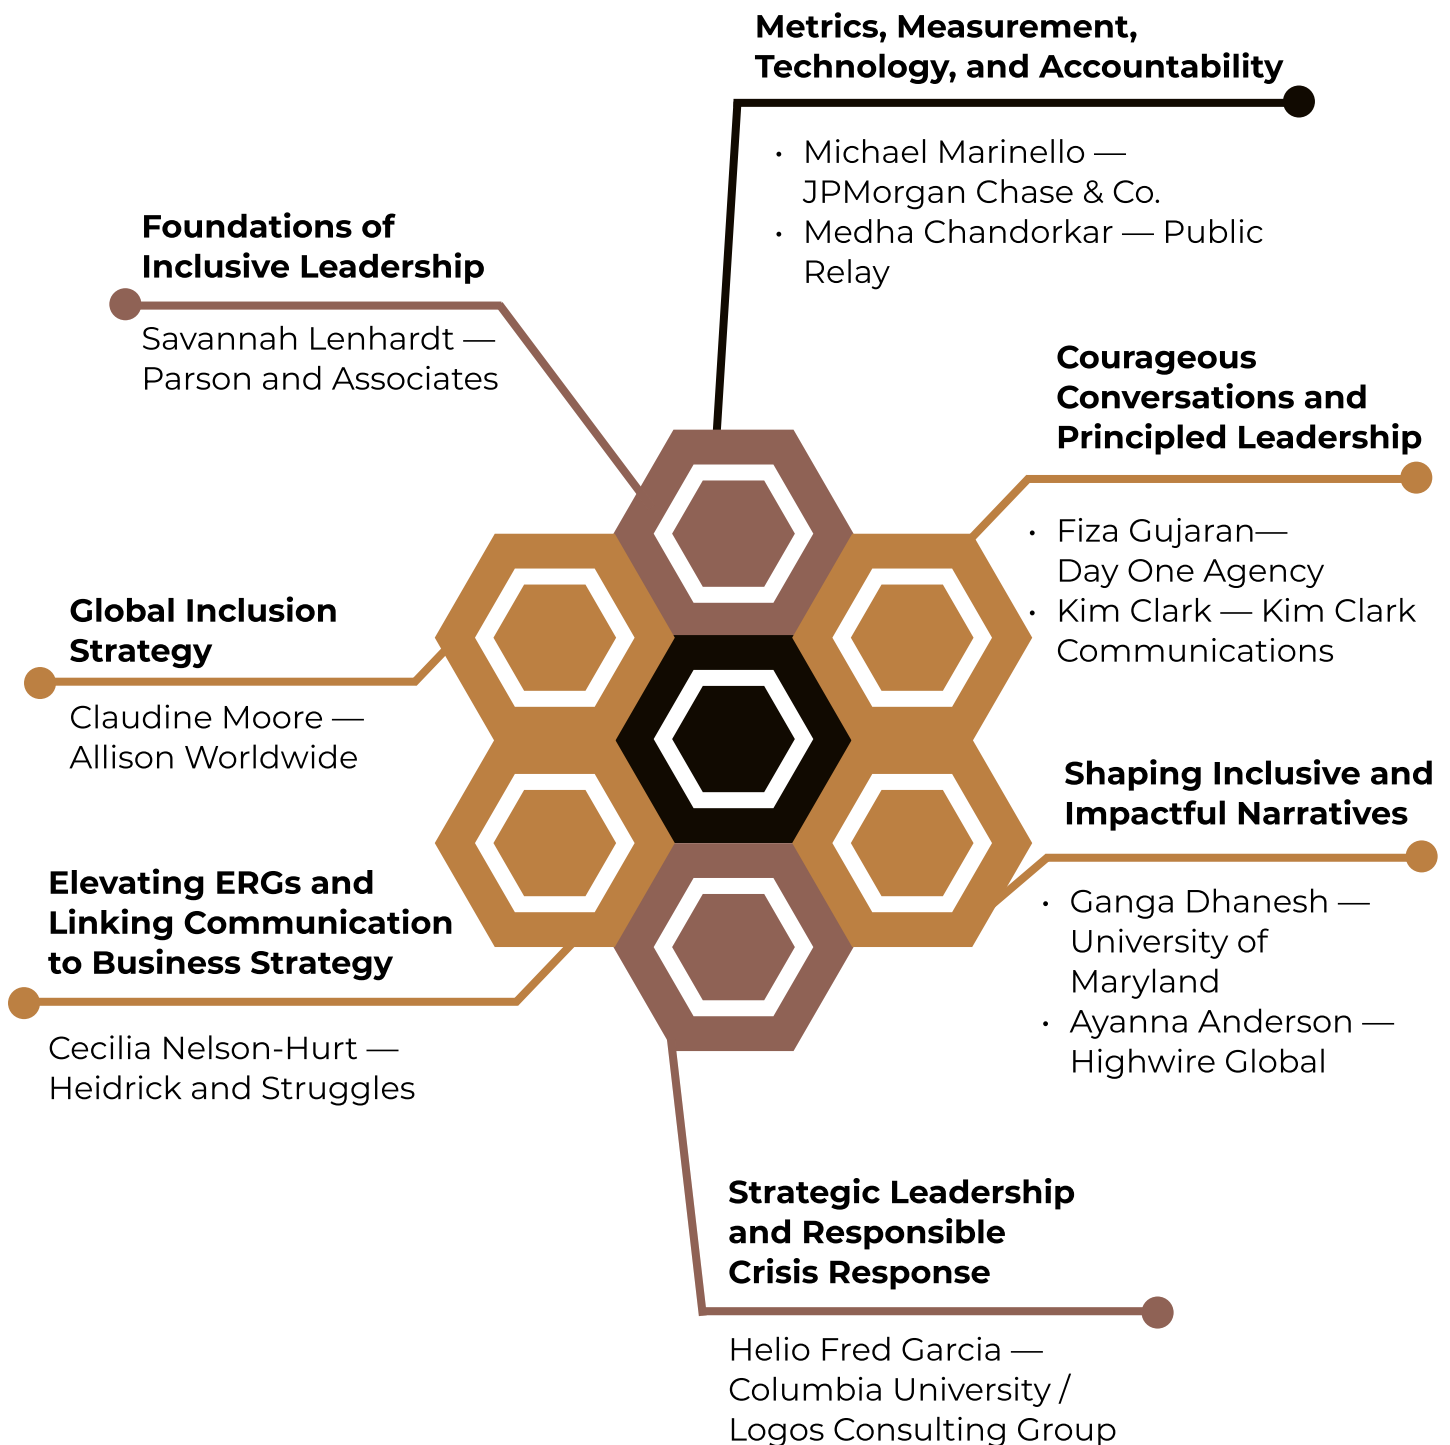 Metrics, Measurement,
Technology, and Accountability
• Michael Marinello —
JPMorgan Chase & Co.
• Medha Chandorkar — Public
Relay
Foundations of
Inclusive Leadership
Savannah Lenhardt —
Parson and Associates
Courageous
Conversations and
Principled Leadership
• Fiza Gujaran—
Day One Agency
• Kim Clark — Kim Clark
Communications
Global Inclusion
Strategy
Claudine Moore —
Allison Worldwide
Shaping Inclusive and
Impactful Narratives
• Ganga Dhanesh —
University of
Maryland
• Ayanna Anderson —
Highwire Global
Elevating ERGs and
Linking Communication
to Business Strategy
Cecilia Nelson-Hurt —
Heidrick and Struggles
Strategic Leadership
and Responsible
Crisis Response
Helio Fred Garcia —
Columbia University /
Logos Consulting Group